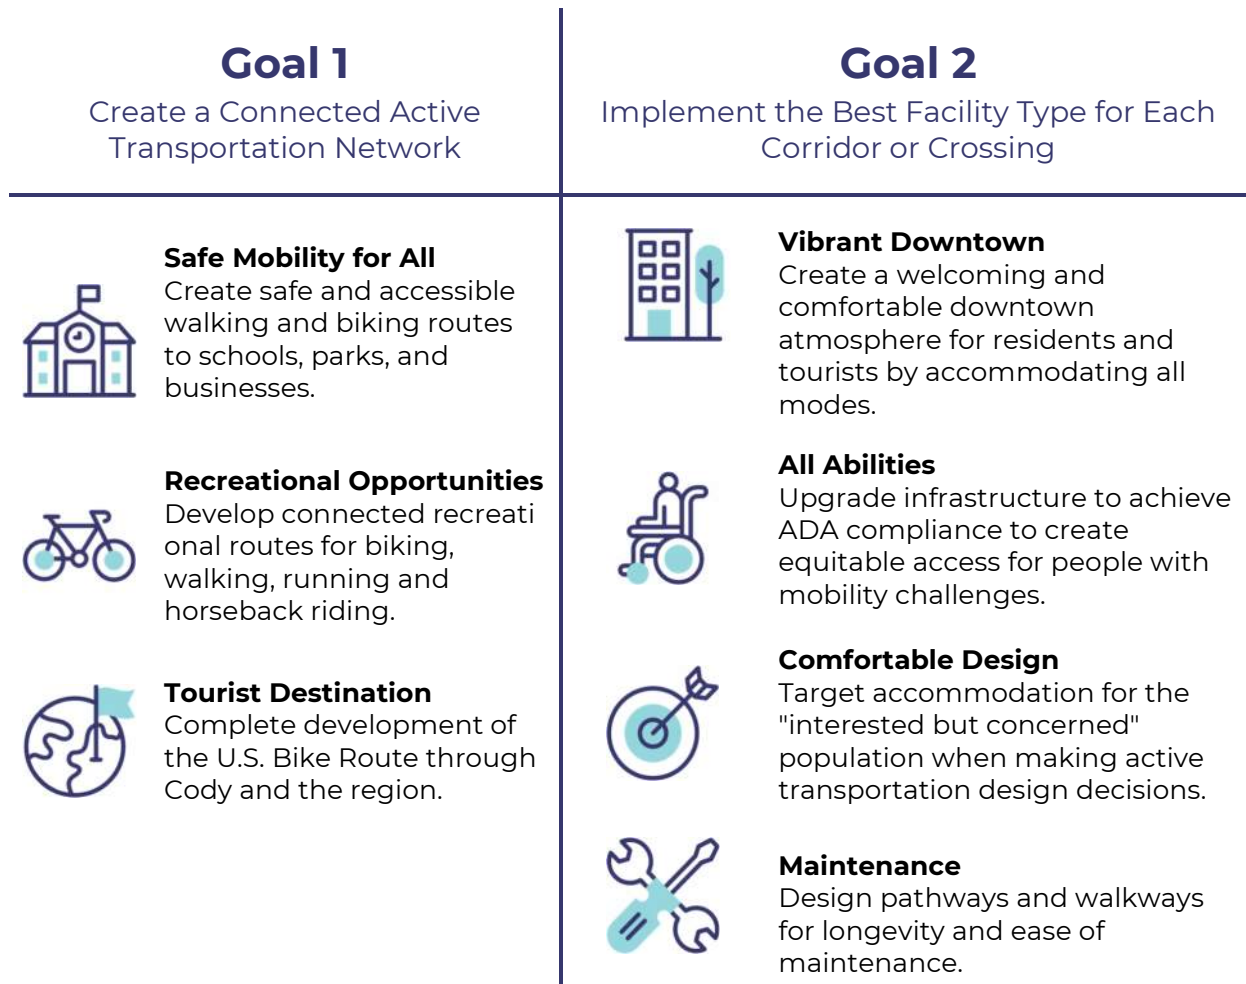 Goal 1
Create a Connected Active
Transportation Network
Safe Mobility for All
Create safe and accessible
walking and biking routes
to schools, parks, and
businesses.
Recreational Opportunities
Develop connected recreati
onal routes for biking,
walking, running and
horseback riding.
Tourist Destination
Complete development of
the U.S. Bike Route through
Cody and the region.
Goal 2
Implement the Best Facility Type for Each
Corridor or Crossing
Vibrant Downtown
Create a welcoming and
comfortable downtown
atmosphere for residents and
tourists by accommodating all
modes.
All Abilities
Upgrade infrastructure to achieve
ADA compliance to create
equitable access for people with
mobility challenges.
Comfortable Design
Target accommodation for the
"interested but concerned"
population when making active
transportation design decisions.
Maintenance
Design pathways and walkways
for longevity and ease of
maintenance.